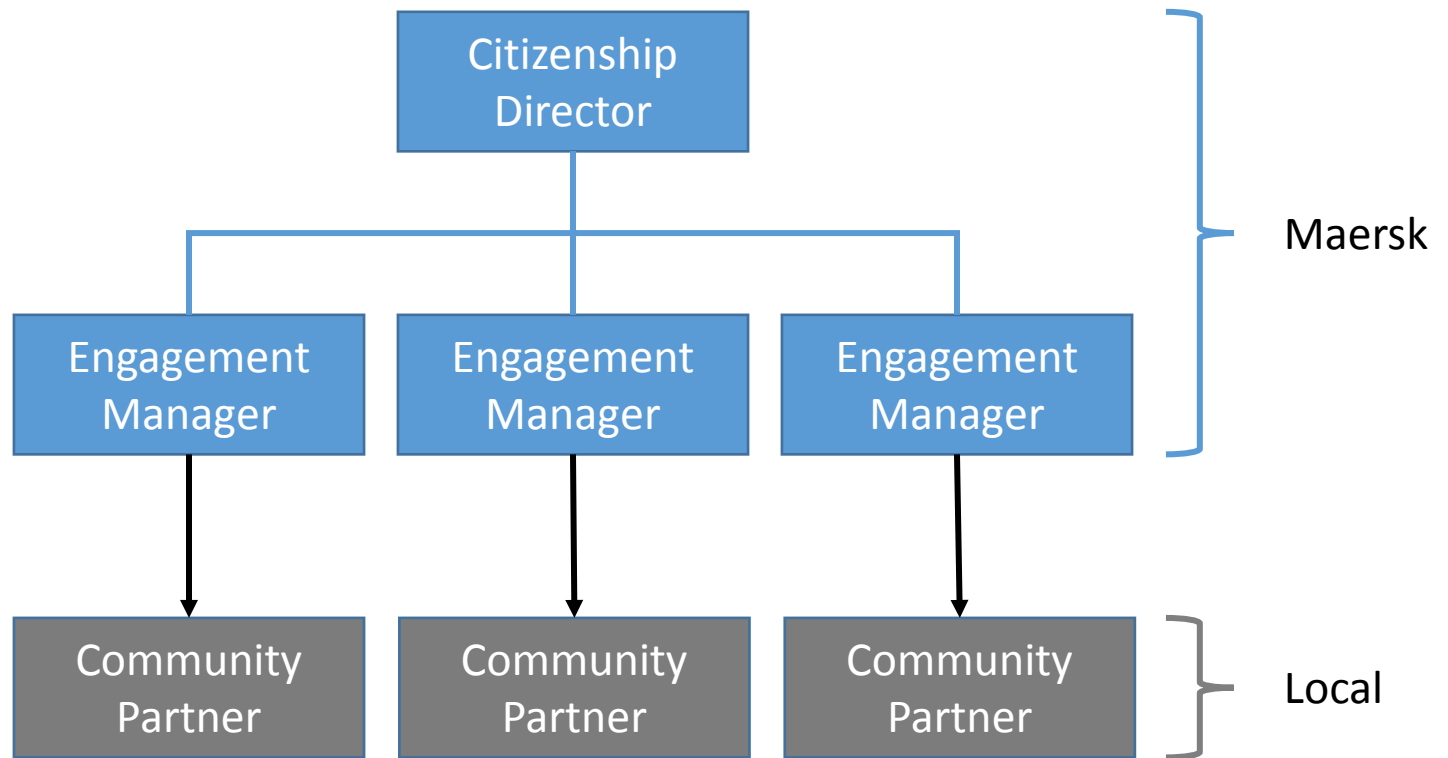 Citizenship
Director
Maersk
Engagement
Manager
Engagement
Manager
Engagement
Manager
Community
Partner
Community
Partner
Community
Partner
Local